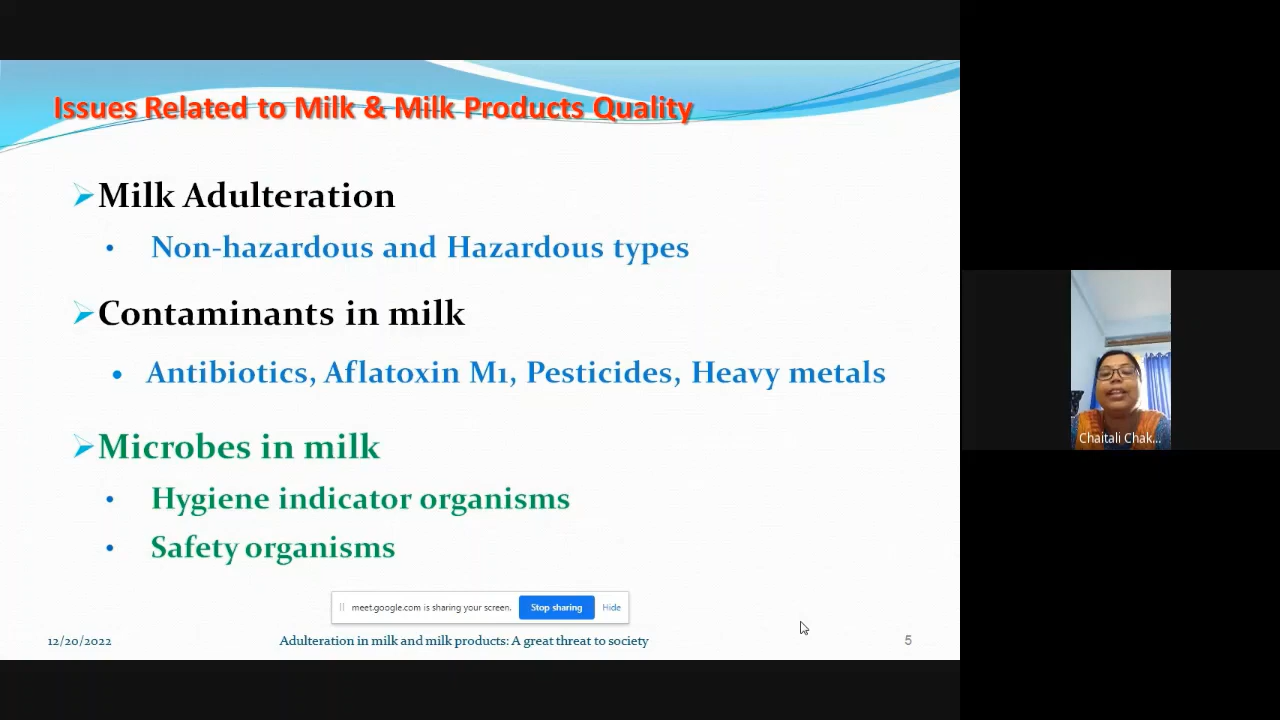 Issues Related to Milk & Milk Products Quality
Milk Adulteration
Non-hazardous and Hazardous types
Contaminants in milk
Antibiotics, Aflatoxin M1, Pesticides, Heavy metals
Microbes in milk
Hygiene indicator organisms
Safety organisms
meet.google.com is sharing your screen. Stop sharing Hide
12/20/2022 Adulteration in milk and milk products: A great threat to society 5
Chaitali Chak...